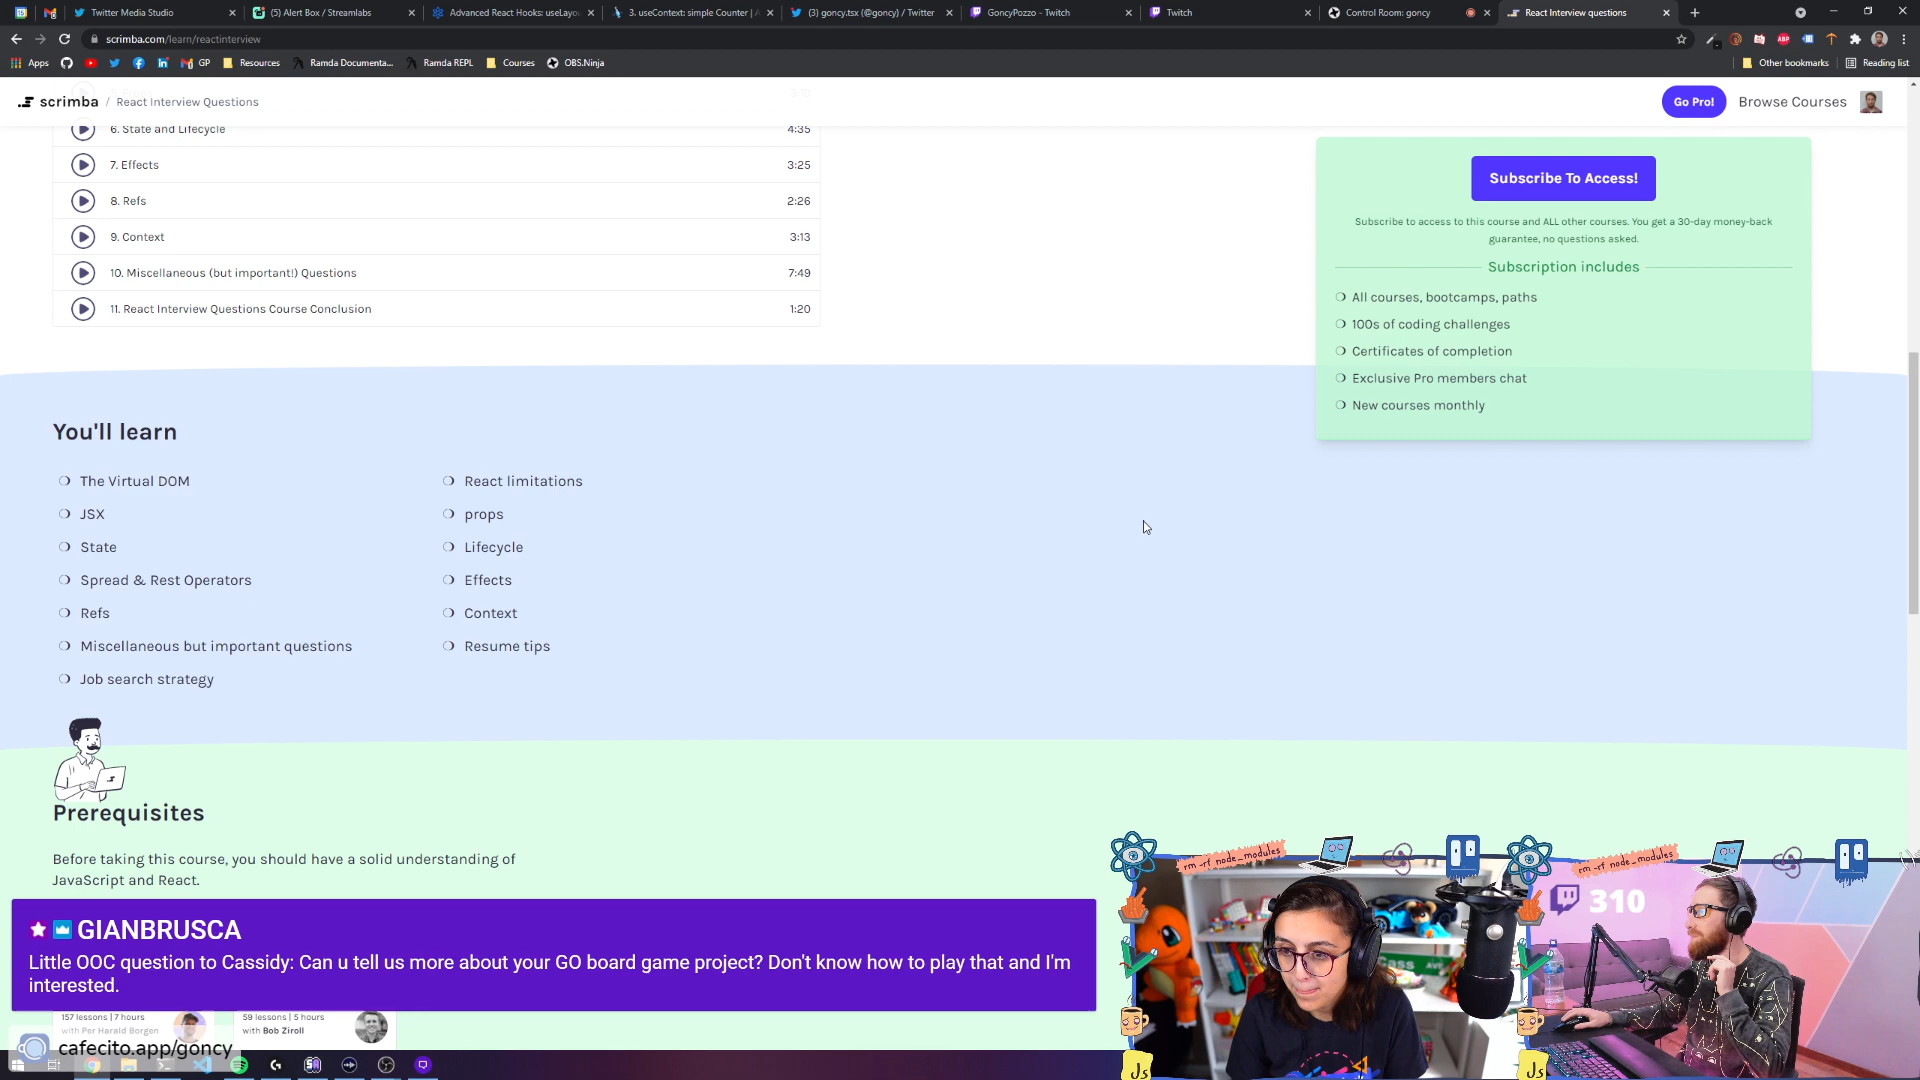 Twitter Media Studio
(5) Alert Box / Streamlabs
Advanced React Hooks: useLayo
3. useContext: simple Counter | A
(3) goncy.tsx (@goncy) / Twitter
GoncyPozzo - Twitch
Twitch
Control Room: goncy
React Interview questions
scrimba.com/learn/reactinterview
Apps
GP
Resources
Ramda Documenta...
Ramda REPL
Courses
OBS.Ninja
Other bookmarks
Reading list
scrimba / React Interview Questions
Go Pro!
Browse Courses
6. State and Lifecycle 4:35
7. Effects 3:25
8. Refs 2:26
9. Context 3:13
10. Miscellaneous (but important!) Questions 7:49
11. React Interview Questions Course Conclusion 1:20
Subscribe To Access!
Subscribe to access to this course and ALL other courses. You get a 30-day money-back
guarantee, no questions asked.
Subscription includes
All courses, bootcamps, paths
100s of coding challenges
Certificates of completion
Exclusive Pro members chat
New courses monthly
You'll learn
The Virtual DOM
JSX
State
Spread & Rest Operators
Refs
Miscellaneous but important questions
Job search strategy
React limitations
props
Lifecycle
Effects
Context
Resume tips
Prerequisites
Before taking this course, you should have a solid understanding of
JavaScript and React.
GIANBRUSCA
Little OOC question to Cassidy: Can u tell us more about your GO board game project? Don't know how to play that and I'm
interested.
157 lessons | 7 hours
with Per Harald Borgen
59 lessons | 5 hours
with Bob Ziroll
cafecito.app/goncy
rm -rf node_modules
rm -rf node_modules
310
JS
JS